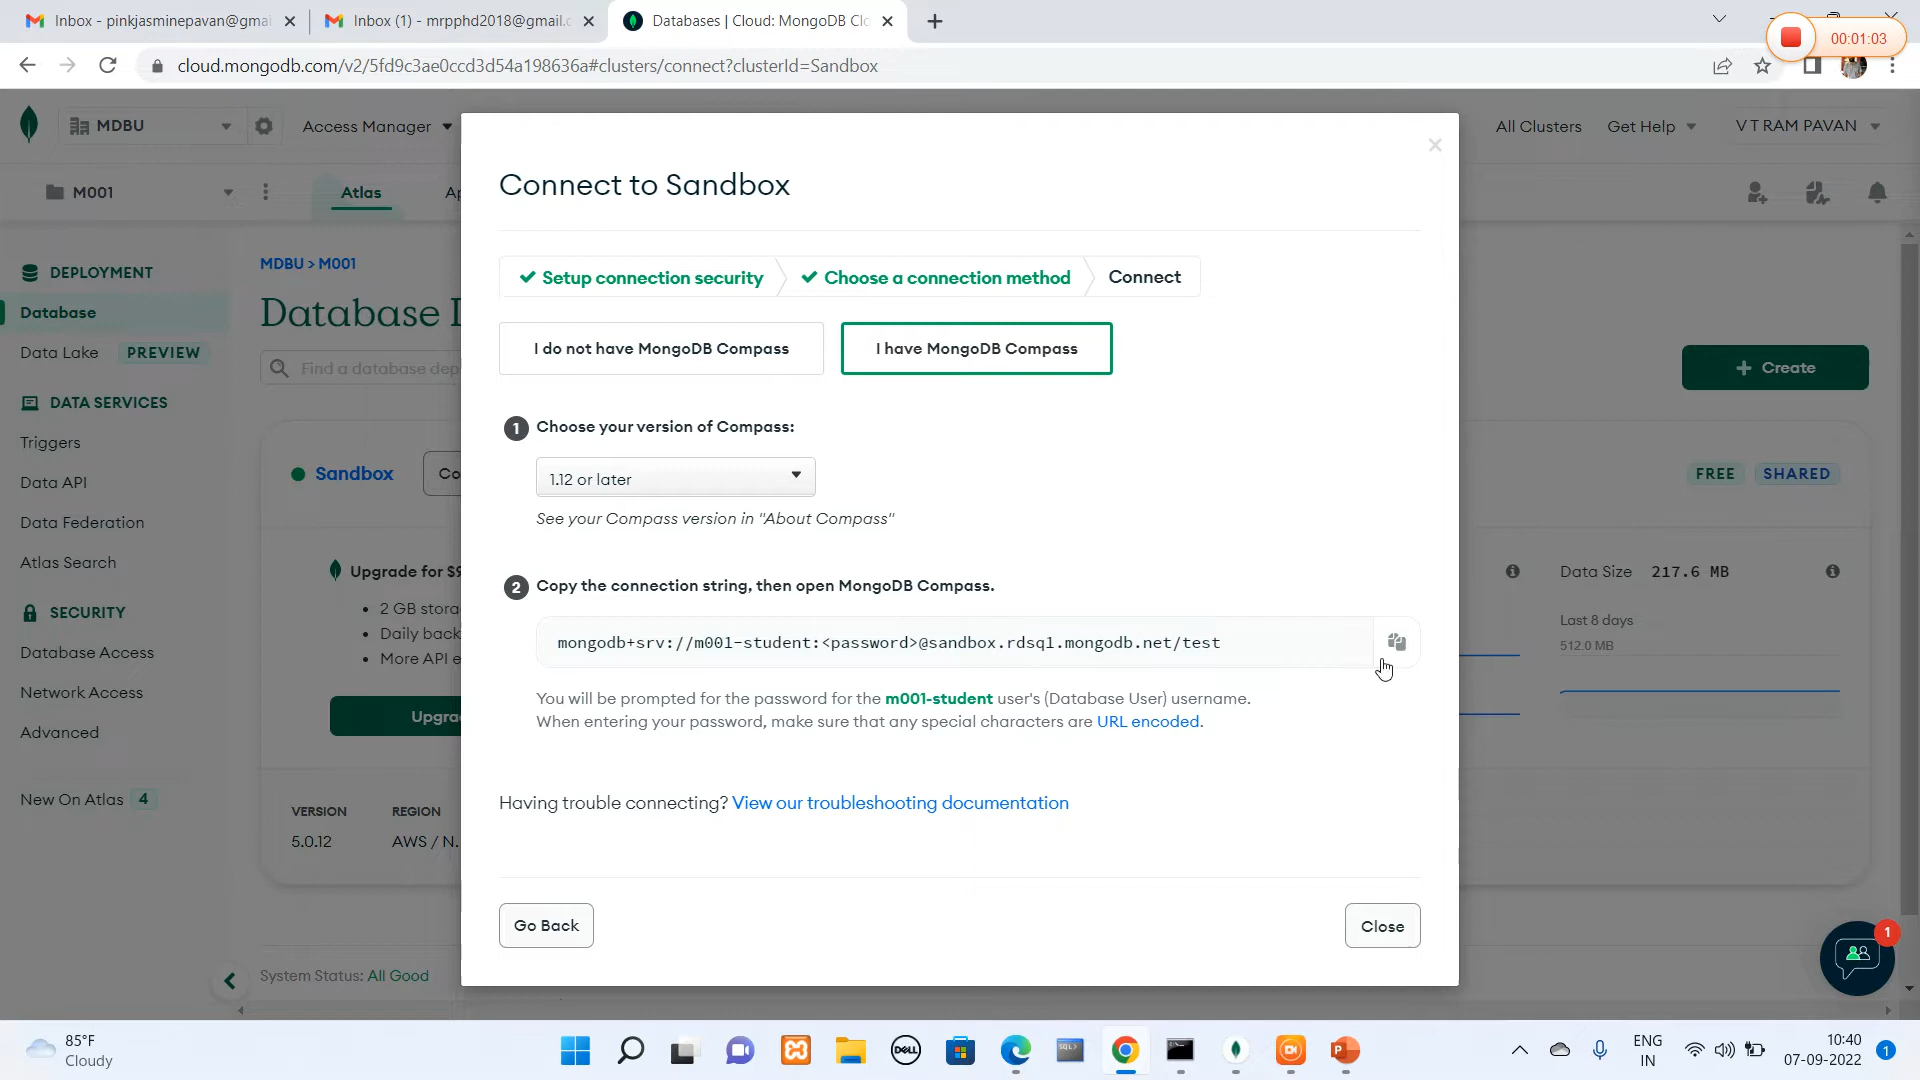 Inbox - pinkjasminepavan@gmai
Inbox (1) - mrpphd2018@gmail.c
Databases | Cloud: MongoDB Clo
00:01:03
cloud.mongodb.com/v2/5fd9c3ae0ccd3d54a198636a#clusters/connect?clusterId=Sandbox
MDBU
Access Manager
All Clusters
Get Help
V T RAM PAVAN
M001
Atlas
Ap
Connect to Sandbox
Setup connection security
Choose a connection method
Connect
I do not have MongoDB Compass
I have MongoDB Compass
1 Choose your version of Compass:
1.12 or later
See your Compass version in "About Compass"
2 Copy the connection string, then open MongoDB Compass.
mongodb+srv://m001-student:<password>@sandbox.rdsq1.mongodb.net/test
You will be prompted for the password for the m001-student user's (Database User) username.
When entering your password, make sure that any special characters are URL encoded.
Having trouble connecting? View our troubleshooting documentation
Go Back
Close
DEPLOYMENT
Database
Data Lake PREVIEW
DATA SERVICES
Triggers
Data API
Data Federation
Atlas Search
SECURITY
Database Access
Network Access
Advanced
New On Atlas 4
MDBU > M001
Database D
Find a database dep
+ Create
Sandbox
Co
FREE
SHARED
Upgrade for $9
2 GB stora
Daily back
More API e
Upgra
Data Size 217.6 MB
Last 8 days
512.0 MB
VERSION
REGION
5.0.12
AWS / N.
System Status: All Good
1
85°F
Cloudy
SQL>
DELL
ENG
IN
10:40
07-09-2022
1